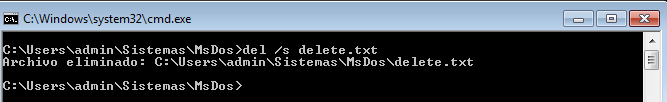 C:\Windows\system32\cmd.exe
C:\Users\admin\Sistemas\MsDos>del /s delete.txt
Archivo eliminado: C:\Users\admin\Sistemas\MsDos\delete.txt
C:\Users\admin\Sistemas\MsDos>